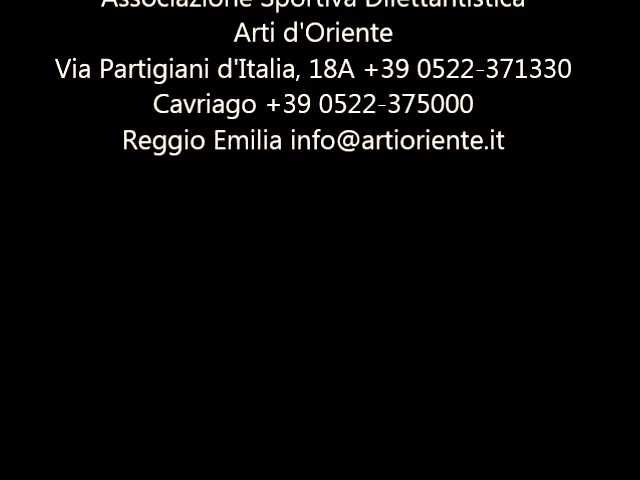 Associazione Sportiva Dilettantistica
Arti d'Oriente
Via Partigiani d'Italia, 18A +39 0522-371330
Cavriago +39 0522-375000
Reggio Emilia info@artioriente.it